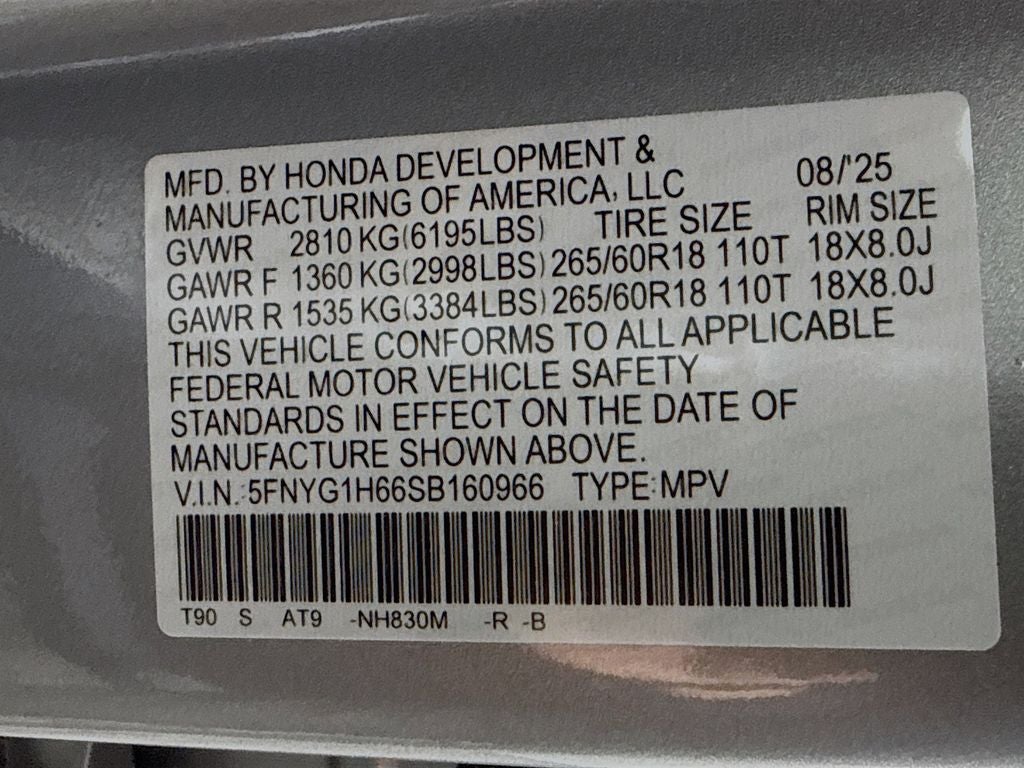 MFD. BY HONDA DEVELOPMENT &
MANUFACTURING OF AMERICA, LLC 08/'25
GVWR 2810 KG(6195LBS) TIRE SIZE RIM SIZE
GAWR F 1360 KG(2998LBS) 265/60R18 110T 18X8.0J
GAWR R 1535 KG(3384LBS) 265/60R18 110T 18X8.0J
THIS VEHICLE CONFORMS TO ALL APPLICABLE
FEDERAL MOTOR VEHICLE SAFETY
STANDARDS IN EFFECT ON THE DATE OF
MANUFACTURE SHOWN ABOVE.
V.I.N.:5FNYG1H66SB160966 TYPE:MPV
T90 S AT9 -NH830M -R -B